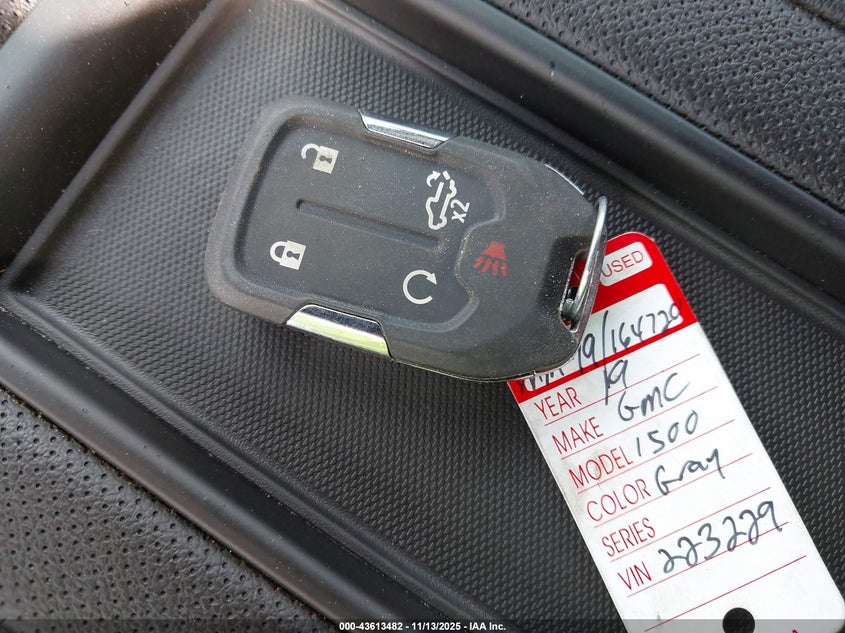 x2
USED
19/164729
YEAR 19
MAKE GMC
MODEL 1500
COLOR Gray
SERIES
VIN 223229
000-43613482 - 11/13/2025 - IAA Inc.